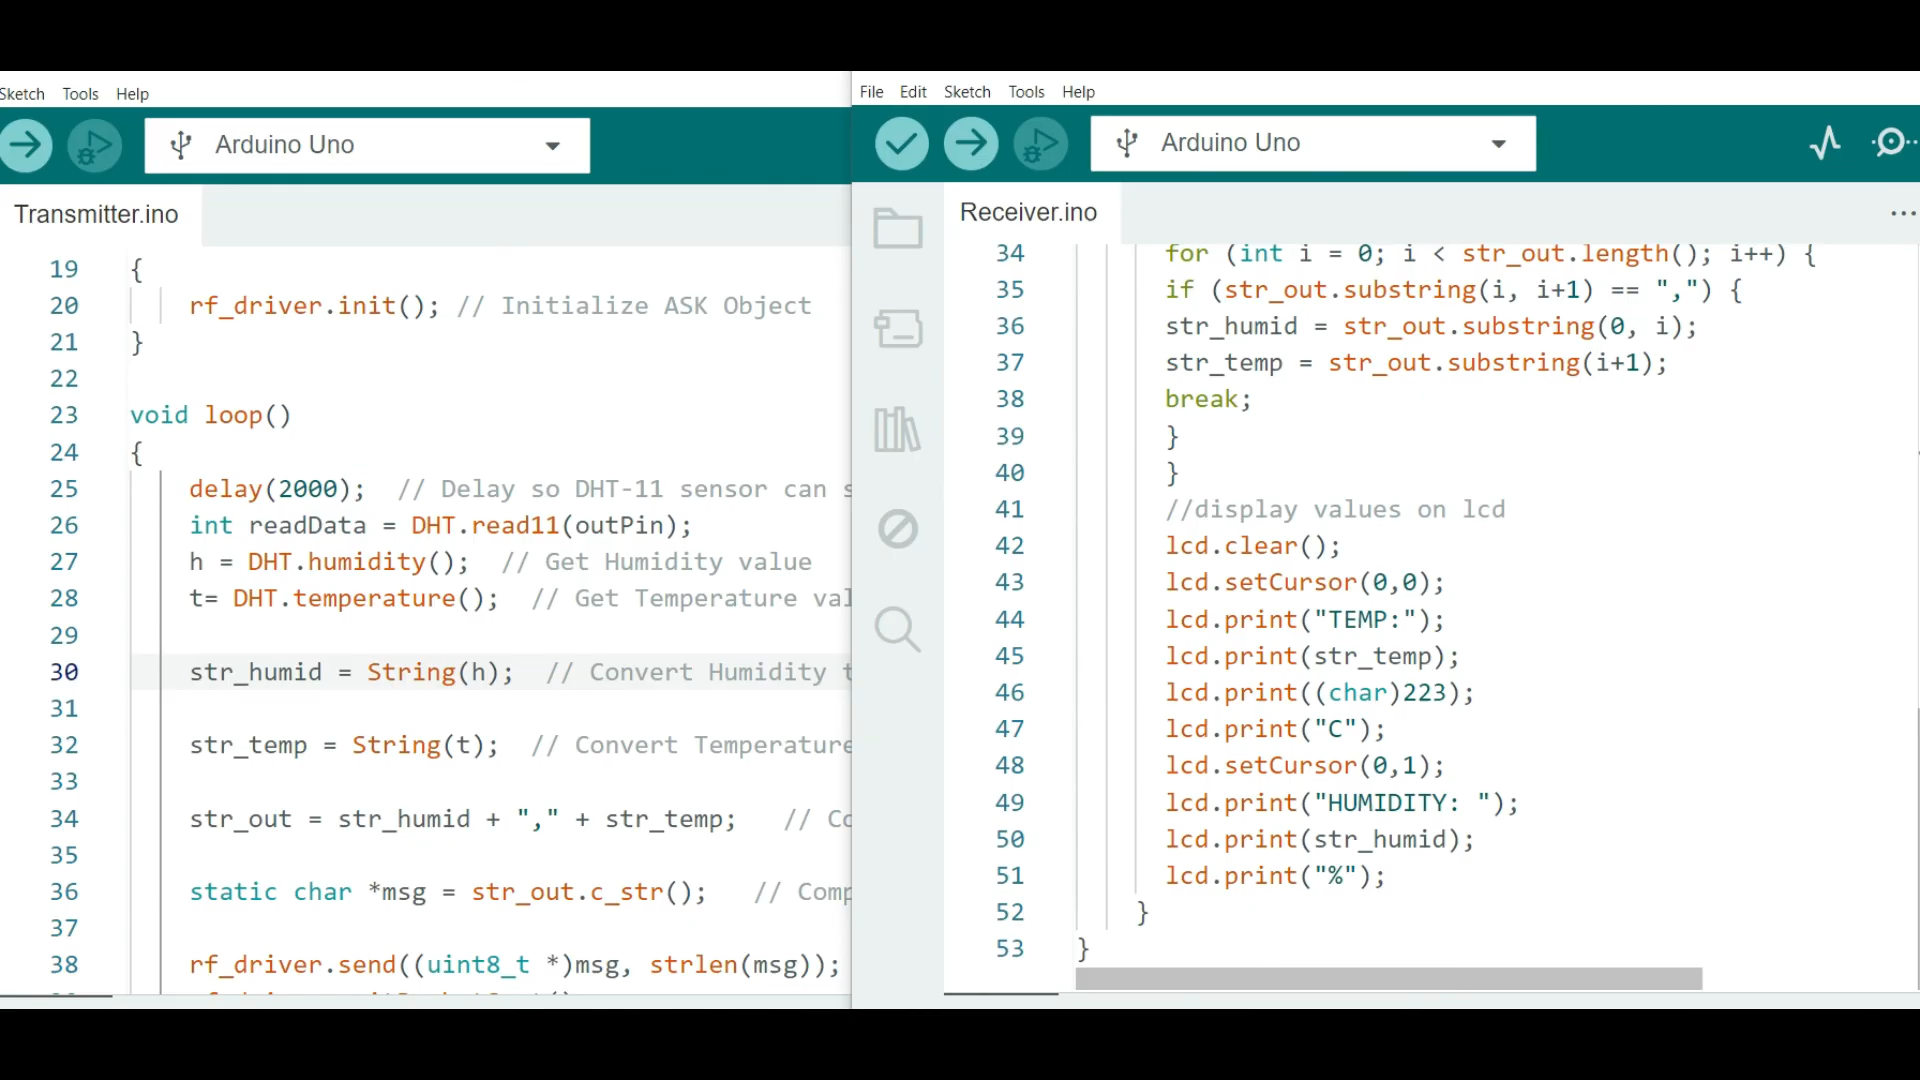 Sketch Tools Help
Arduino Uno
Transmitter.ino
19 {
20 rf_driver.init(); // Initialize ASK Object
21 }
22
23 void loop()
24 {
25 delay(2000); // Delay so DHT-11 sensor can s
26 int readData = DHT.read11(outPin);
27 h = DHT.humidity(); // Get Humidity value
28 t= DHT.temperature(); // Get Temperature val
29
30 str_humid = String(h); // Convert Humidity t
31
32 str_temp = String(t); // Convert Temperature
33
34 str_out = str_humid + "," + str_temp; // Co
35
36 static char *msg = str_out.c_str(); // Comp
37
38 rf_driver.send((uint8_t *)msg, strlen(msg));
File Edit Sketch Tools Help
Arduino Uno
Receiver.ino
34 for (int i = 0; i < str_out.length(); i++) {
35 if (str_out.substring(i, i+1) == ",") {
36 str_humid = str_out.substring(0, i);
37 str_temp = str_out.substring(i+1);
38 break;
39 }
40 }
41 //display values on lcd
42 lcd.clear();
43 lcd.setCursor(0,0);
44 lcd.print("TEMP:");
45 lcd.print(str_temp);
46 lcd.print((char)223);
47 lcd.print("C");
48 lcd.setCursor(0,1);
49 lcd.print("HUMIDITY: ");
50 lcd.print(str_humid);
51 lcd.print("%");
52 }
53 }